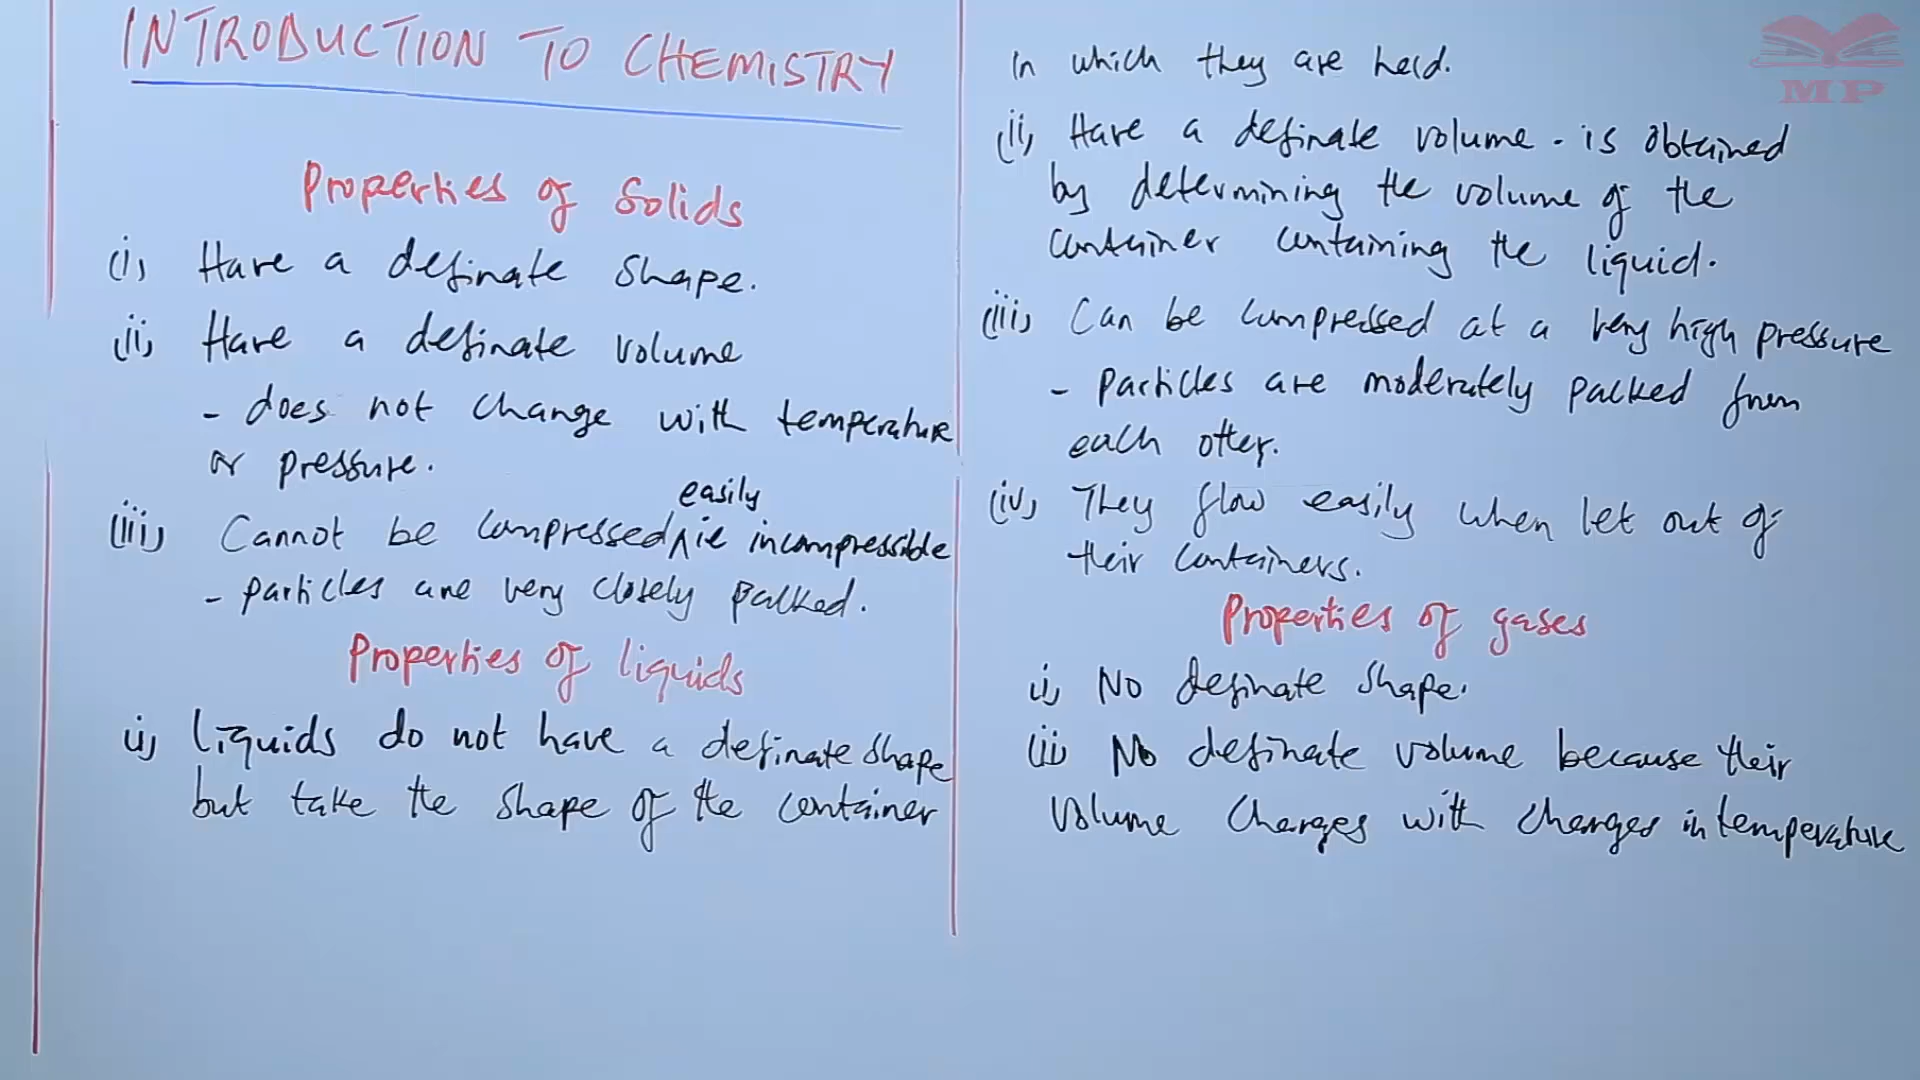 INTRODUCTION TO CHEMISTRY
Properties of Solids
(i) Have a definate shape.
(ii) Have a definate volume
- does not change with temperature
or pressure.
easily
(iii) Cannot be compressed ^ ie incompressible
- particles are very closely packed.
Properties of liquids
i) liquids do not have a definate shape
but take the shape of the container
in which they are held.
(ii) Have a definate volume - is obtained
by determining the volume of the
container containing the liquid.
(iii) Can be compressed at a very high pressure
- particles are moderately packed from
each other.
(iv) They flow easily when let out of
their containers.
Properties of gases
i) No definate shape.
(ii) No definate volume because their
volume changes with changes in temperature
MP